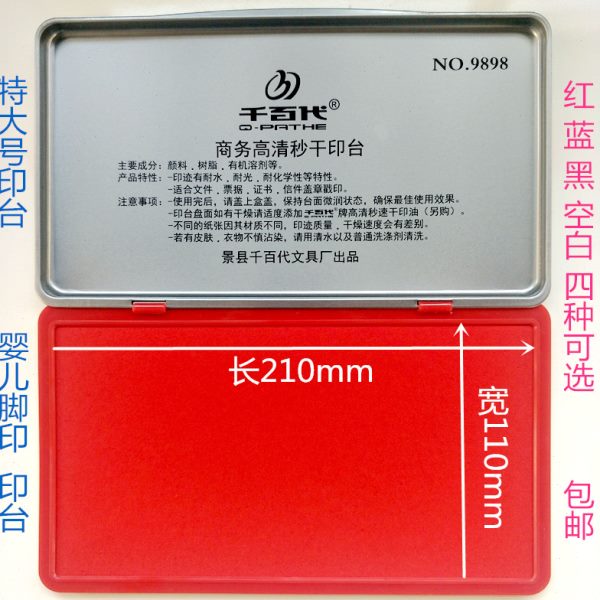 特大号印台
婴儿脚印 印台
NO.9898
千百代®
Q-PATHE
商务高清秒干印台
主要成分：颜料，树脂，有机溶剂等。
产品特性：-印迹有耐水，耐光，耐化学性等特性。
-适合文件，票据，证书，信件盖章戳印。
注意事项：-使用完后，请盖上盒盖，保持台面微润状态，确保最佳使用效果。
-印台盘面如有干燥请适度添加千百代®牌高清秒速干印油（另购）。
-不同的纸张因其材质不同，印迹质量，干燥速度会有差别。
-若有皮肤，衣物不慎沾染，请用清水以及普通洗涤剂清洗。
景县千百代文具厂出品
长210mm
宽110mm
红 蓝 黑 空白 四种可选
包邮